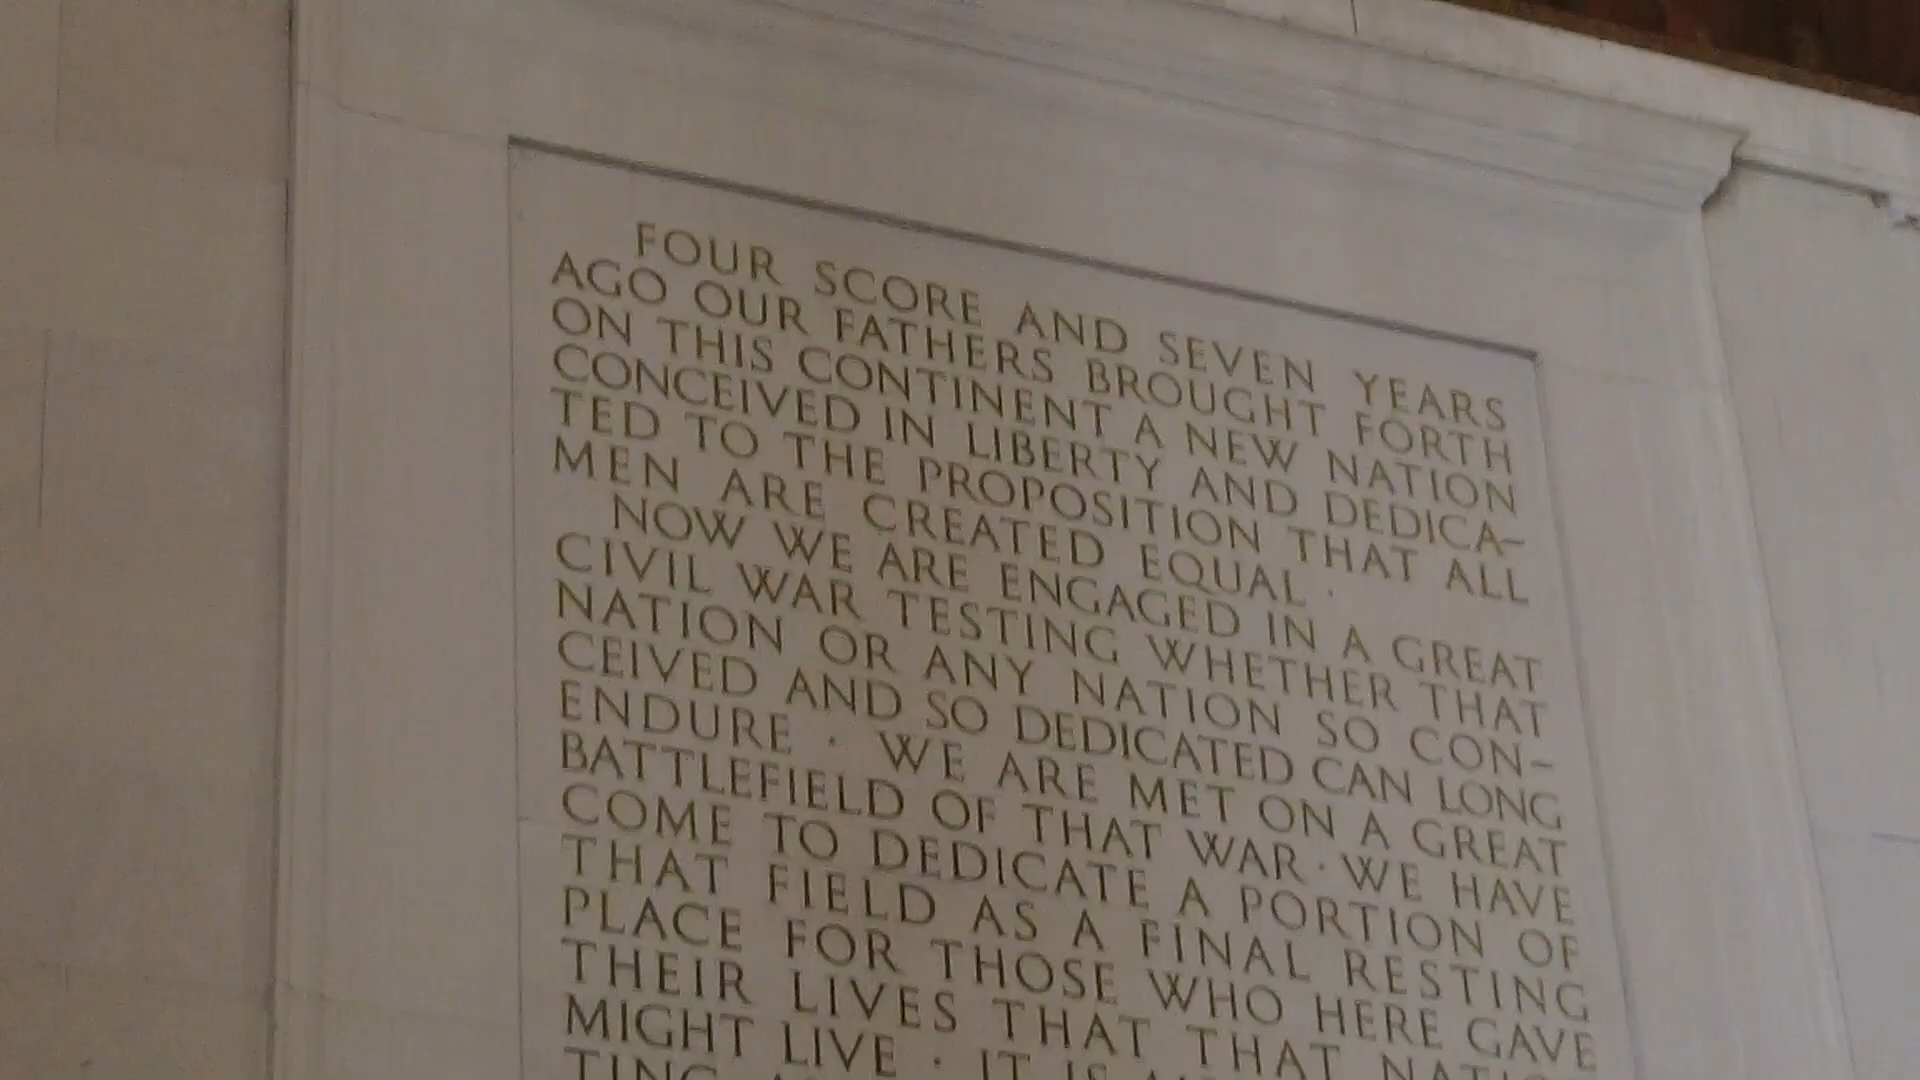 FOUR SCORE AND SEVEN YEARS
AGO OUR FATHERS BROUGHT FORTH
ON THIS CONTINENT A NEW NATION
CONCEIVED IN LIBERTY AND DEDICA-
TED TO THE PROPOSITION THAT ALL
MEN ARE CREATED EQUAL ·
NOW WE ARE ENGAGED IN A GREAT
CIVIL WAR TESTING WHETHER THAT
NATION OR ANY NATION SO CON-
CEIVED AND SO DEDICATED CAN LONG
ENDURE · WE ARE MET ON A GREAT
BATTLEFIELD OF THAT WAR · WE HAVE
COME TO DEDICATE A PORTION OF
THAT FIELD AS A FINAL RESTING
PLACE FOR THOSE WHO HERE GAVE
THEIR LIVES THAT THAT
MIGHT LIVE · IT IS